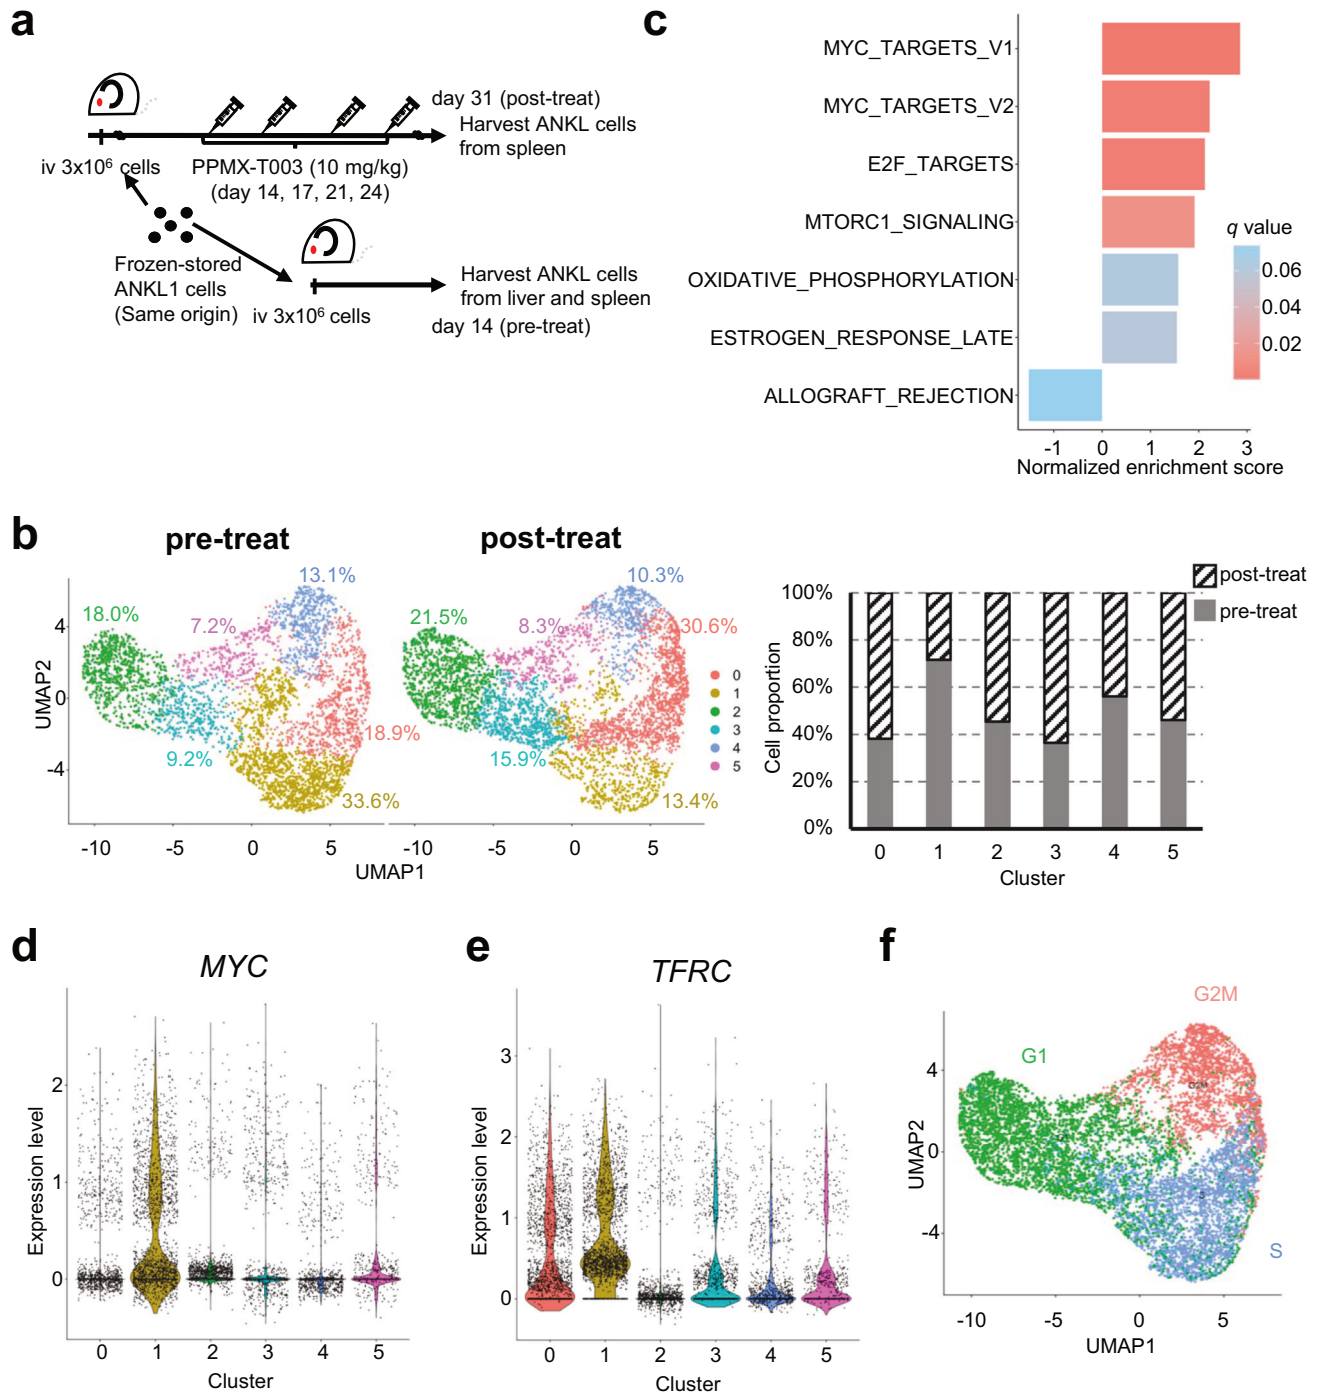 a
day 31 (post-treat)
Harvest ANKL cells
from spleen
iv 3x10⁶ cells
PPMX-T003 (10 mg/kg)
(day 14, 17, 21, 24)
Frozen-stored
ANKL1 cells
(Same origin)
iv 3x10⁶ cells
Harvest ANKL cells
from liver and spleen
day 14 (pre-treat)
c
MYC_TARGETS_V1
MYC_TARGETS_V2
E2F_TARGETS
MTORC1_SIGNALING
OXIDATIVE_PHOSPHORYLATION
ESTROGEN_RESPONSE_LATE
ALLOGRAFT_REJECTION
q value
0.06
0.04
0.02
-1 0 1 2 3
Normalized enrichment score
b
pre-treat
post-treat
13.1%
18.0%
7.2%
18.9%
9.2%
33.6%
10.3%
21.5%
8.3%
30.6%
15.9%
13.4%
4
0
-4
UMAP2
-10 -5 0 5
-10 -5 0 5
UMAP1
0
1
2
3
4
5
post-treat
pre-treat
100%
80%
60%
40%
20%
0%
Cell proportion
0 1 2 3 4 5
Cluster
d
MYC
2
1
0
Expression level
0 1 2 3 4 5
Cluster
e
TFRC
3
2
1
0
Expression level
0 1 2 3 4 5
Cluster
f
G2M
G1
S
G2M
S
4
0
-4
UMAP2
-10 -5 0 5
UMAP1